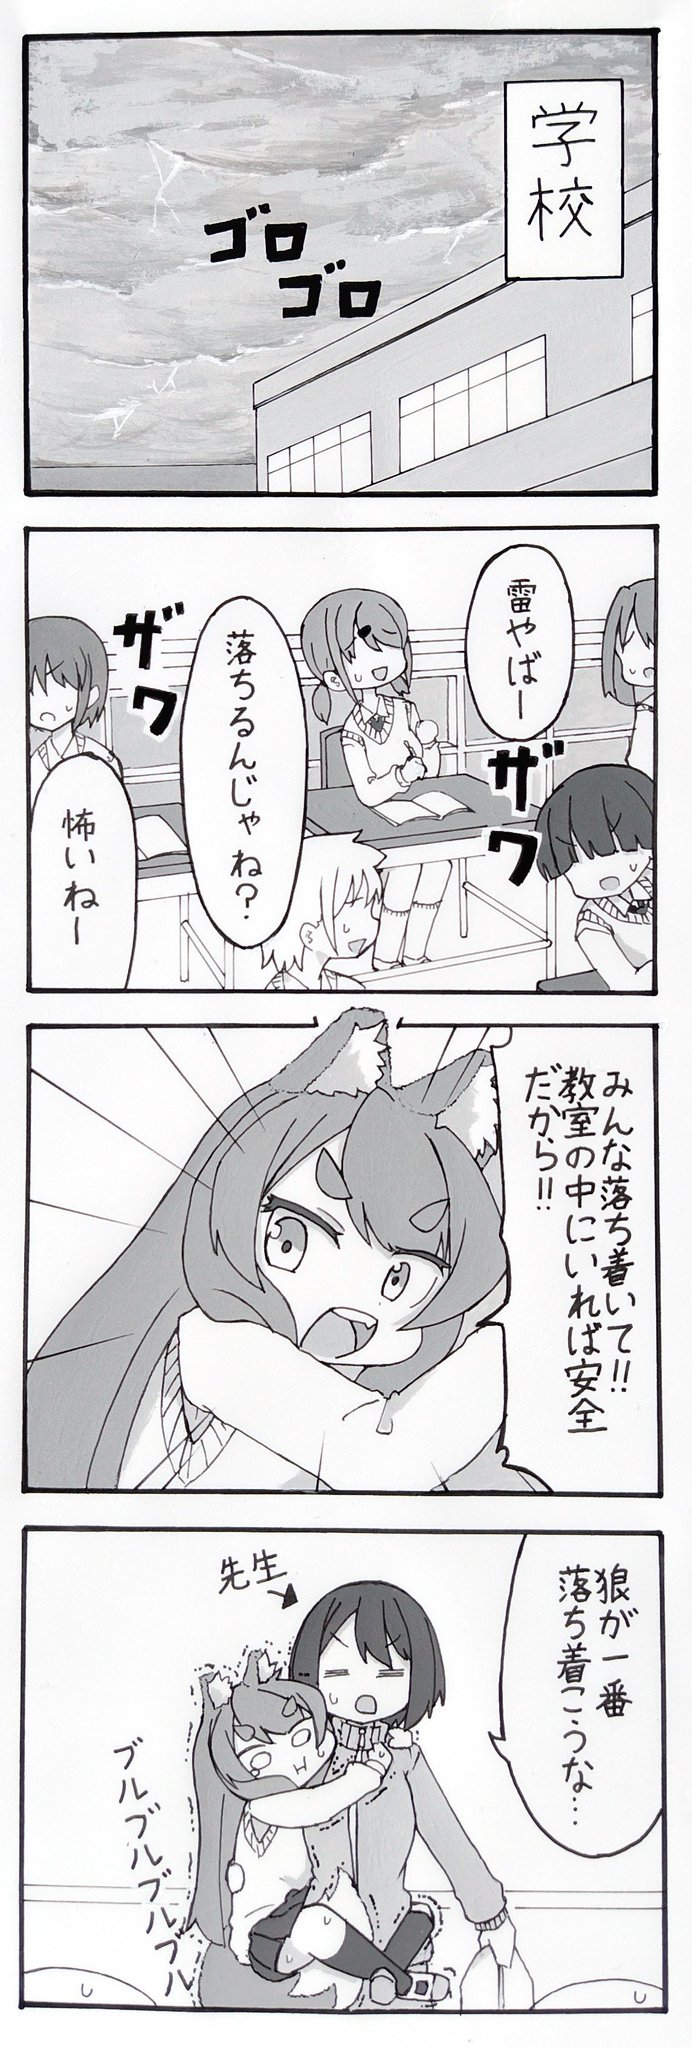 学校
ゴロ
ゴロ
雷やばー
ザワ
落ちるんじゃね?
ザワ
怖いねー
みんな落ち着いて!!
教室の中にいれば安全
だから!!
狼が一番
落ち着こうな…
先生
ブルブルブルブル